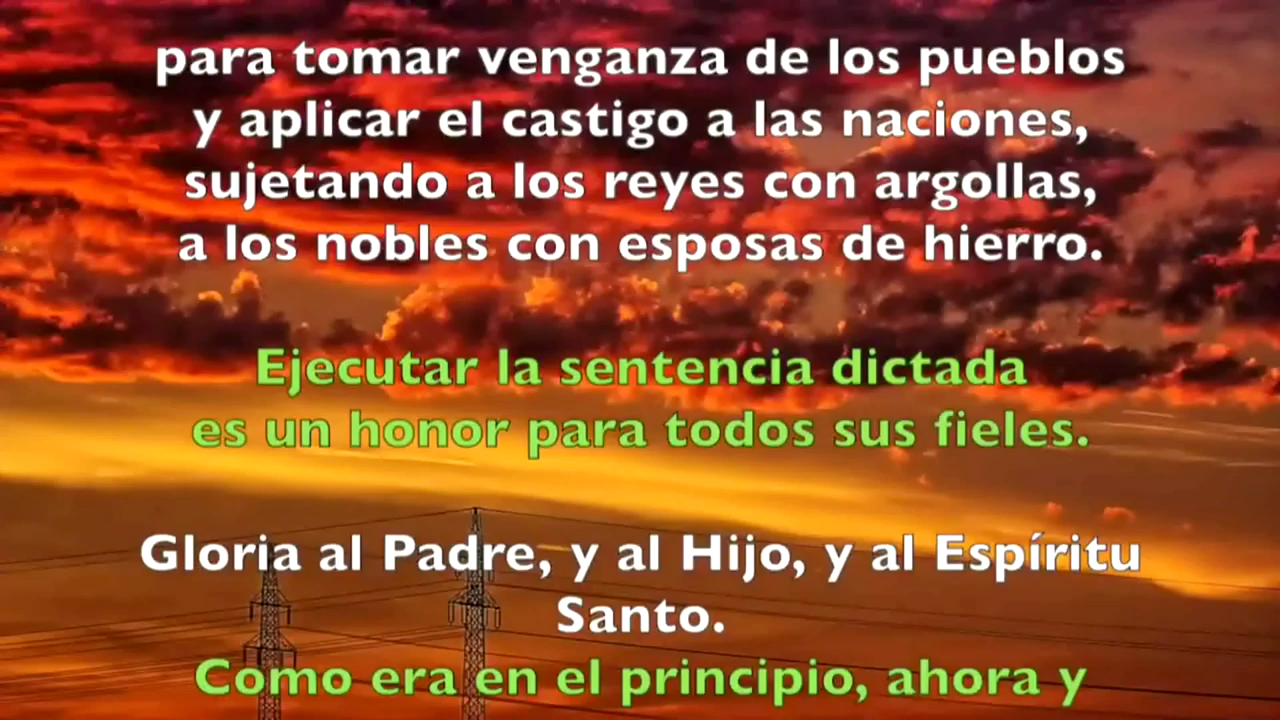 para tomar venganza de los pueblos
y aplicar el castigo a las naciones,
sujetando a los reyes con argollas,
a los nobles con esposas de hierro.
Ejecutar la sentencia dictada
es un honor para todos sus fieles.
Gloria al Padre, y al Hijo, y al Espíritu
Santo.
Como era en el principio, ahora y